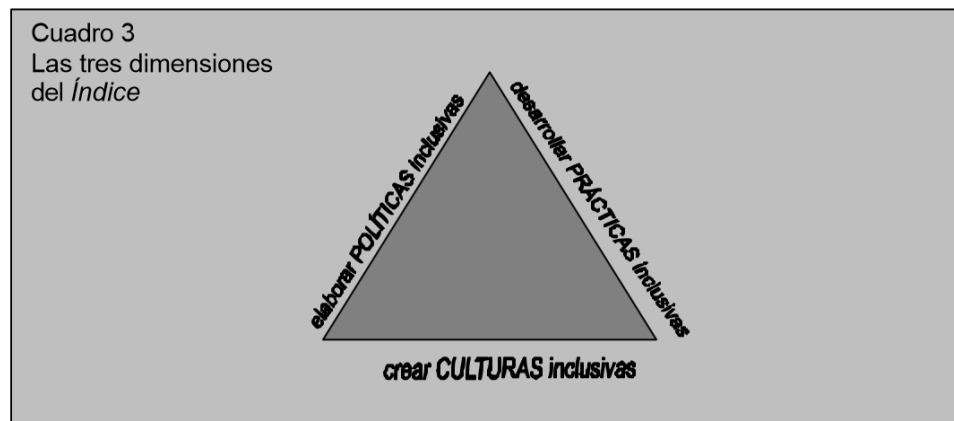 Cuadro 3
Las tres dimensiones
del Índice
elaborar POLÍTICAS inclusivas
desarrollar PRÁCTICAS inclusivas
crear CULTURAS inclusivas